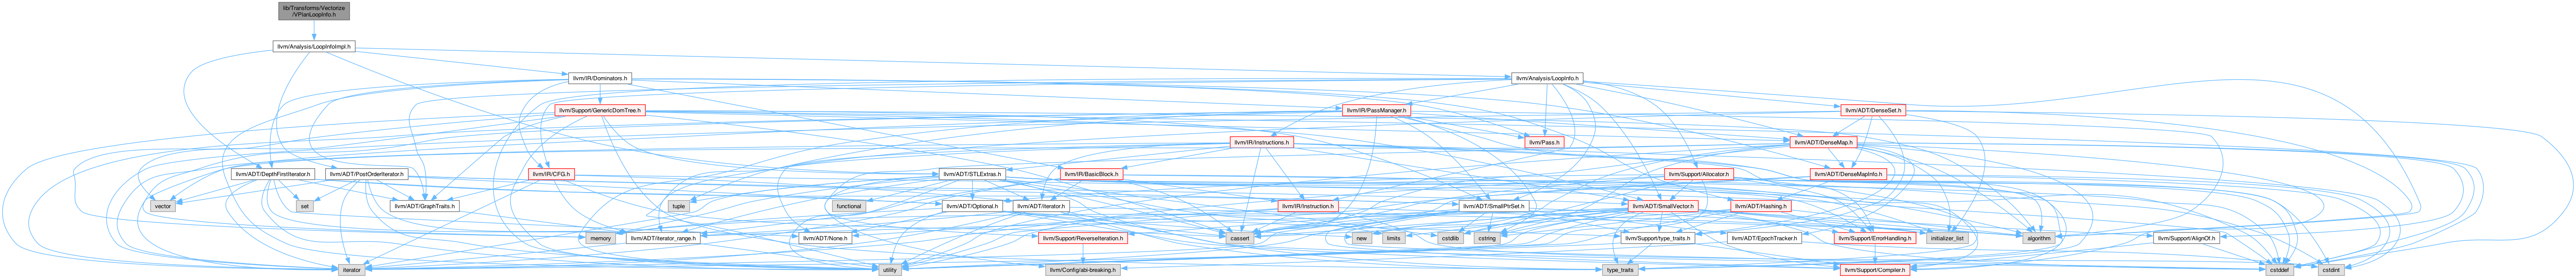 lib/Transforms/Vectorize
/VPlanLoopInfo.h
llvm/Analysis/LoopInfoImpl.h
llvm/IR/Dominators.h
llvm/Analysis/LoopInfo.h
llvm/Support/GenericDomTree.h
llvm/IR/PassManager.h
llvm/ADT/DenseSet.h
llvm/IR/Instructions.h
llvm/Pass.h
llvm/ADT/DenseMap.h
llvm/ADT/DepthFirstIterator.h
llvm/ADT/PostOrderIterator.h
llvm/IR/CFG.h
llvm/ADT/STLExtras.h
llvm/IR/BasicBlock.h
llvm/Support/Allocator.h
llvm/ADT/DenseMapInfo.h
vector
set
llvm/ADT/GraphTraits.h
tuple
functional
llvm/ADT/Optional.h
llvm/ADT/iterator.h
llvm/IR/Instruction.h
llvm/ADT/SmallPtrSet.h
llvm/ADT/SmallVector.h
llvm/ADT/Hashing.h
memory
llvm/ADT/iterator_range.h
llvm/ADT/None.h
llvm/Support/ReverseIteration.h
cassert
new
limits
cstdlib
cstring
llvm/Support/type_traits.h
llvm/ADT/EpochTracker.h
llvm/Support/ErrorHandling.h
initializer_list
algorithm
llvm/Support/AlignOf.h
iterator
utility
llvm/Config/abi-breaking.h
type_traits
llvm/Support/Compiler.h
cstddef
cstdint